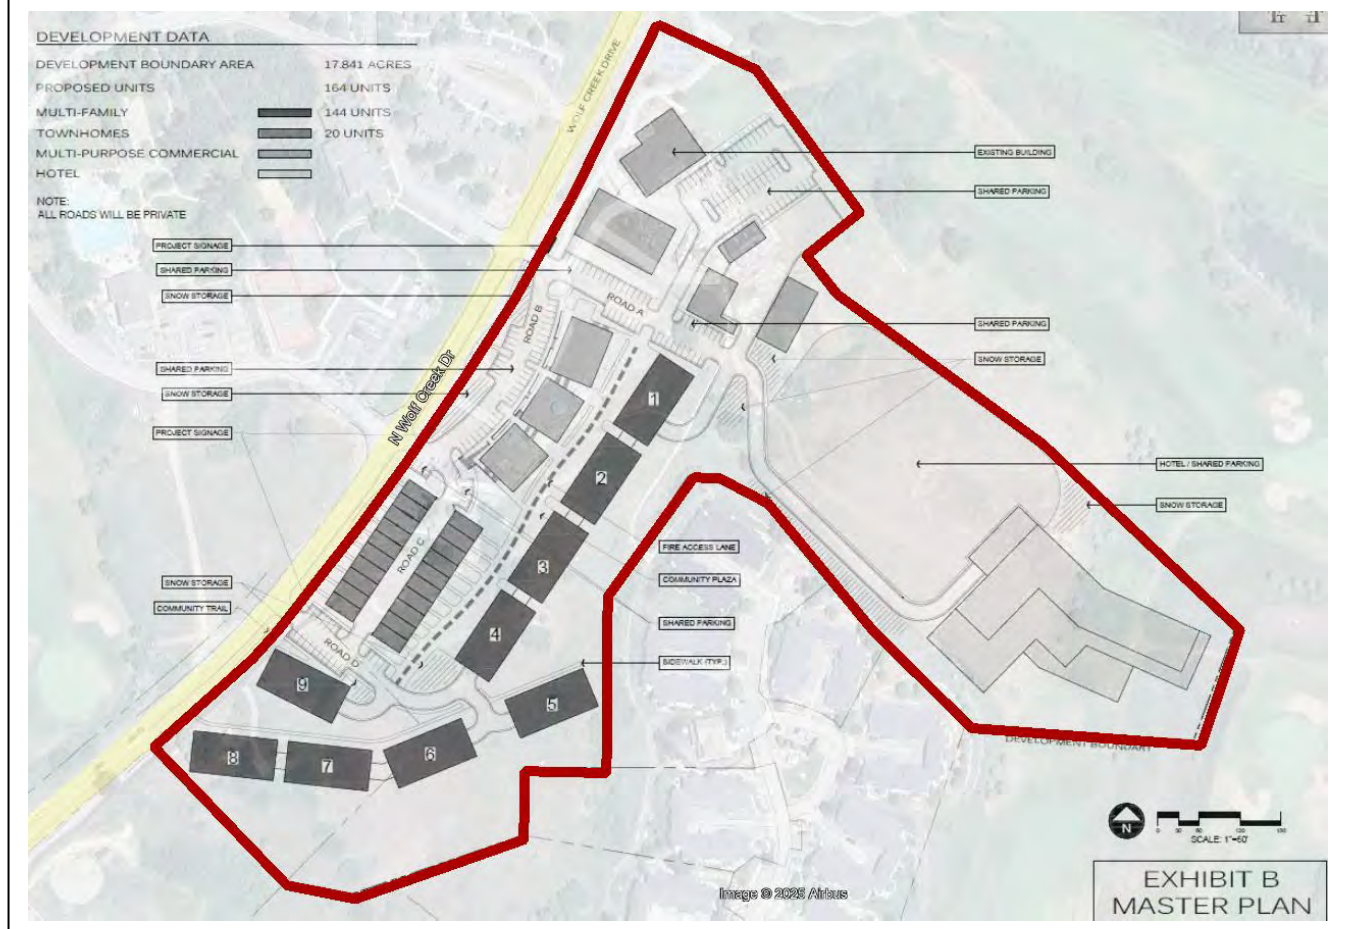 DEVELOPMENT DATA
DEVELOPMENT BOUNDARY AREA 17.841 ACRES
PROPOSED UNITS 164 UNITS
MULTI-FAMILY 144 UNITS
TOWNHOMES 20 UNITS
MULTI-PURPOSE COMMERCIAL
HOTEL
NOTE:
ALL ROADS WILL BE PRIVATE
WOLF CREEK DRIVE
EXISTING BUILDING
SHARED PARKING
PROJECT SIGNAGE
SHARED PARKING
SNOW STORAGE
ROAD A
ROAD B
SHARED PARKING
SNOW STORAGE
SHARED PARKING
SNOW STORAGE
N Wolf Creek Dr
PROJECT SIGNAGE
1
2
HOTEL / SHARED PARKING
SNOW STORAGE
ROAD C
FIRE ACCESS LANE
3
COMMUNITY PLAZA
SNOW STORAGE
COMMUNITY TRAIL
SHARED PARKING
4
ROAD D
SIDEWALK (TYP.)
9
5
8
7
6
DEVELOPMENT BOUNDARY
N
0 30 60 120 180
SCALE: 1"=60'
Image © 2025 Airbus
EXHIBIT B
MASTER PLAN